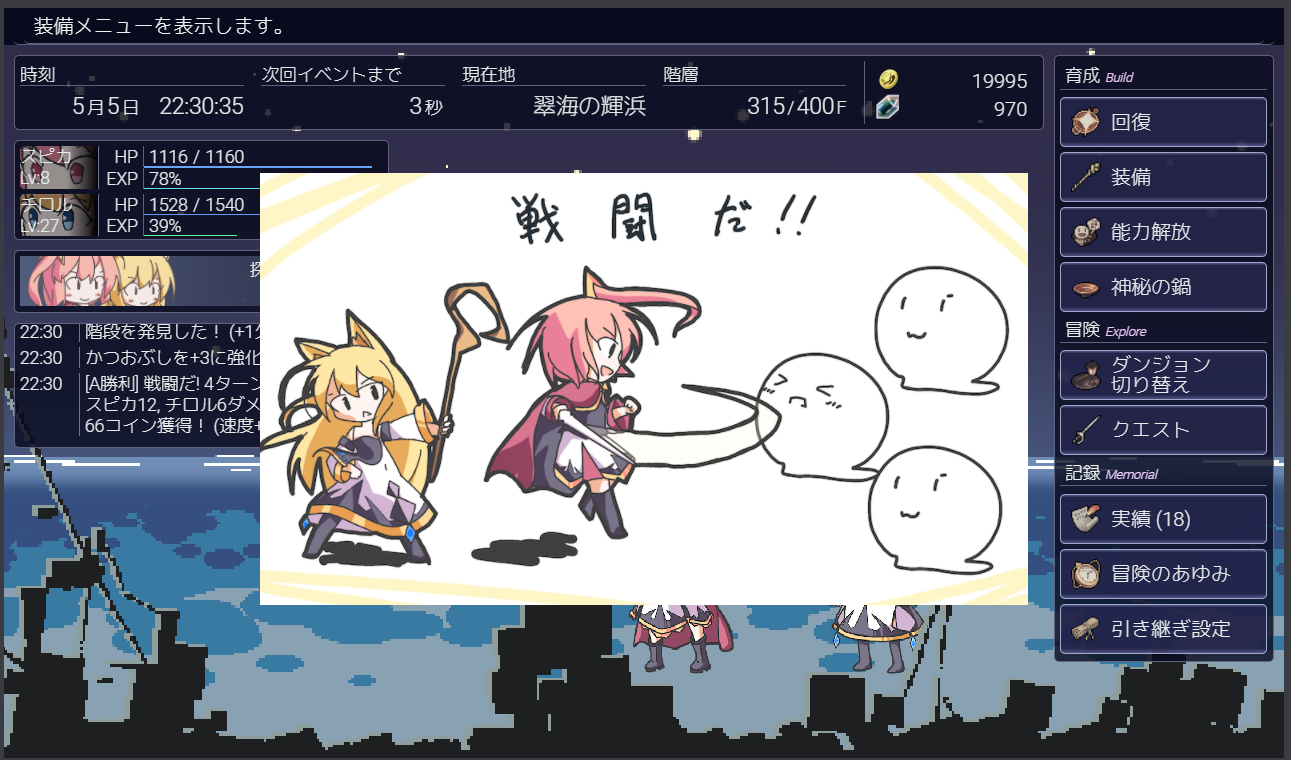 装備メニューを表示します。
時刻
5月5日 22:30:35
次回イベントまで
3秒
現在地
翠海の輝浜
階層
315/400F
19995
970
スピカ
Lv:8
HP 1116 / 1160
EXP 78%
チロル
Lv:27
HP 1528 / 1540
EXP 39%
22:30 階段を発見した！ (+1
22:30 かつおぶしを+3に強化
22:30 [A勝利] 戦闘だ! 4ターン
スピカ12, チロル6ダメ
66コイン獲得！ (速度
戦闘だ!!
育成 Build
回復
装備
能力解放
神秘の鍋
冒険 Explore
ダンジョン
切り替え
クエスト
記録 Memorial
実績 (18)
冒険のあゆみ
引き継ぎ設定